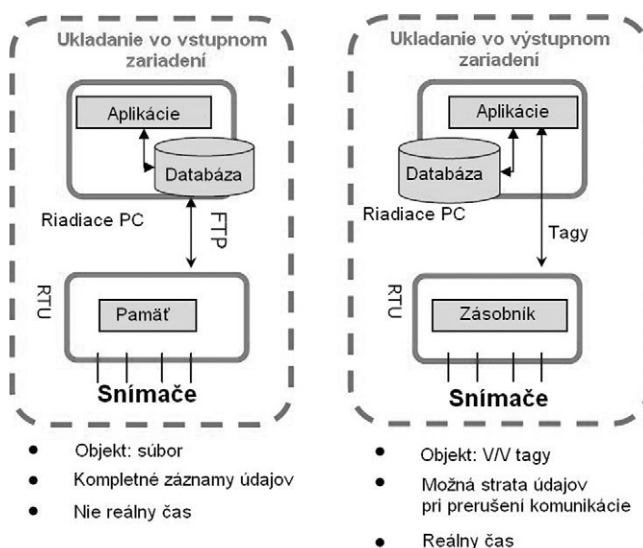 Ukladanie vo vstupnom
zariadení
Aplikácie
Databáza
Riadiace PC
FTP
RTU
Pamäť
Snímače
Objekt: súbor
Kompletné záznamy údajov
Nie reálny čas
Ukladanie vo výstupnom
zariadení
Aplikácie
Databáza
Riadiace PC
Tagy
RTU
Zásobník
Snímače
Objekt: V/V tagy
Možná strata údajov
pri prerušení komunikácie
Reálny čas